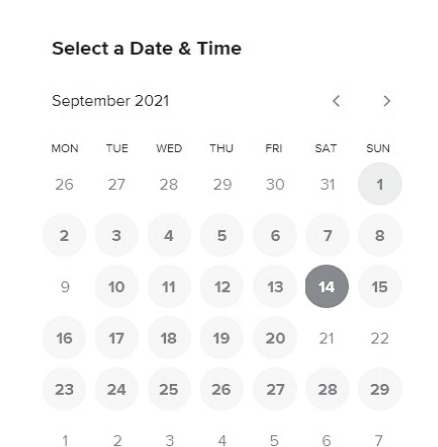 Select a Date & Time
September 2021
MON TUE WED THU FRI SAT SUN
26 27 28 29 30 31 1
2 3 4 5 6 7 8
9 10 11 12 13 14 15
16 17 18 19 20 21 22
23 24 25 26 27 28 29
1 2 3 4 5 6 7